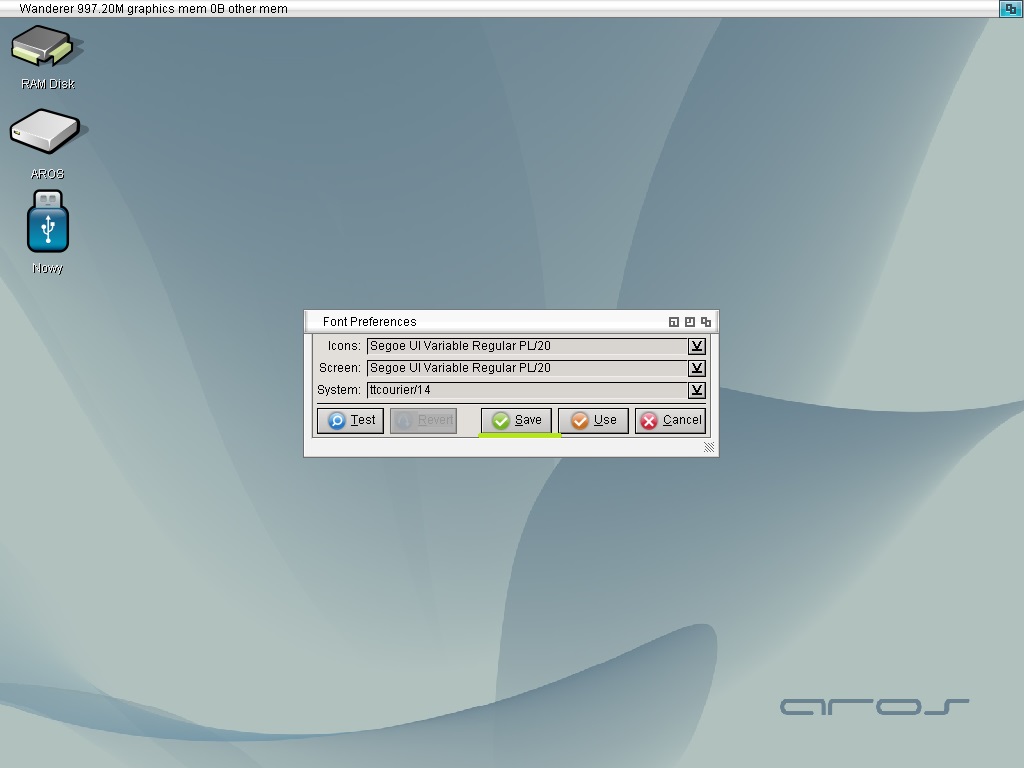 Wanderer 997.20M graphics mem 0B other mem
RAM Disk
AROS
Nowy
Font Preferences
Icons: Segoe UI Variable Regular PL/20
Screen: Segoe UI Variable Regular PL/20
System: ttcourier/14
Test Revert Save Use Cancel
aros